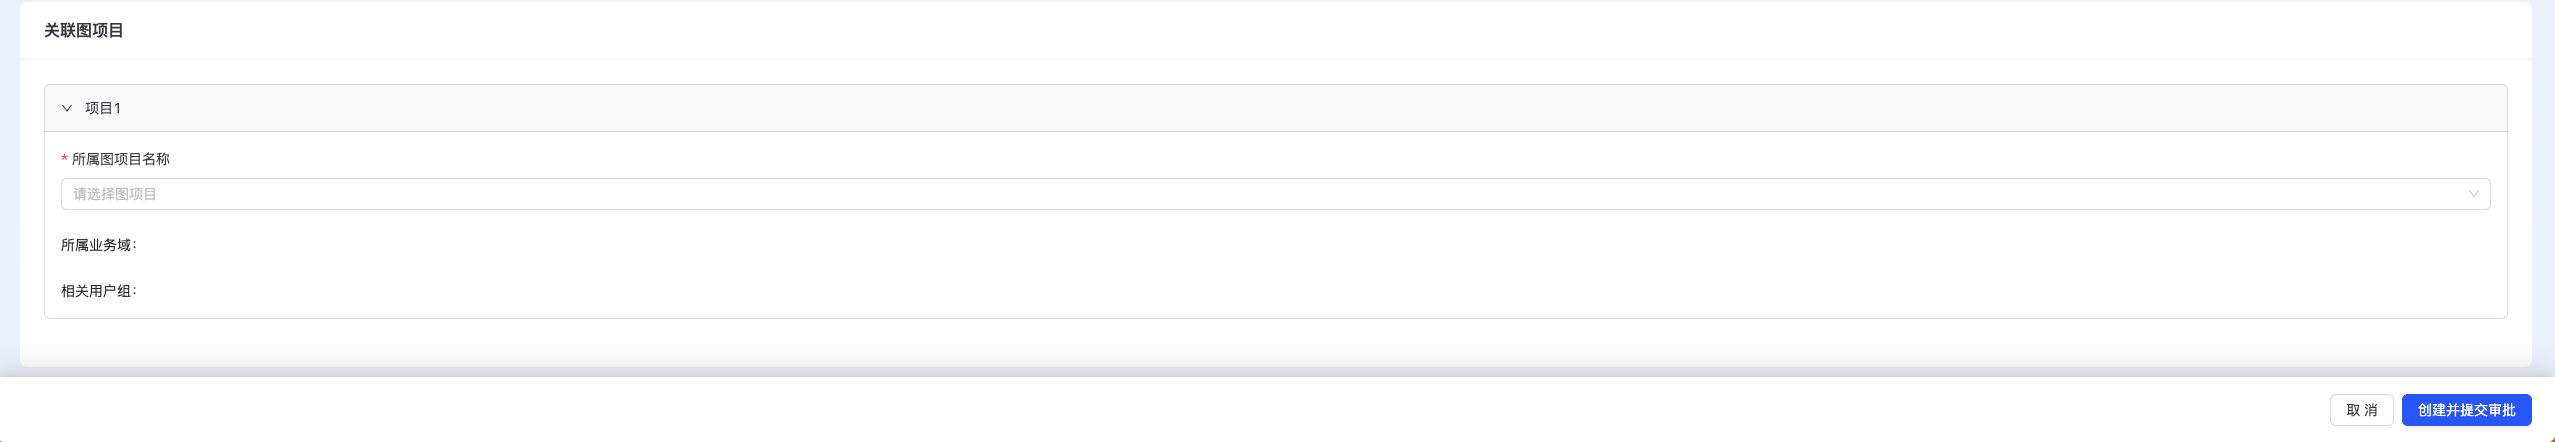 关联图项目
项目1
* 所属图项目名称
请选择图项目
所属业务域:
相关用户组:
取 消
创建并提交审批